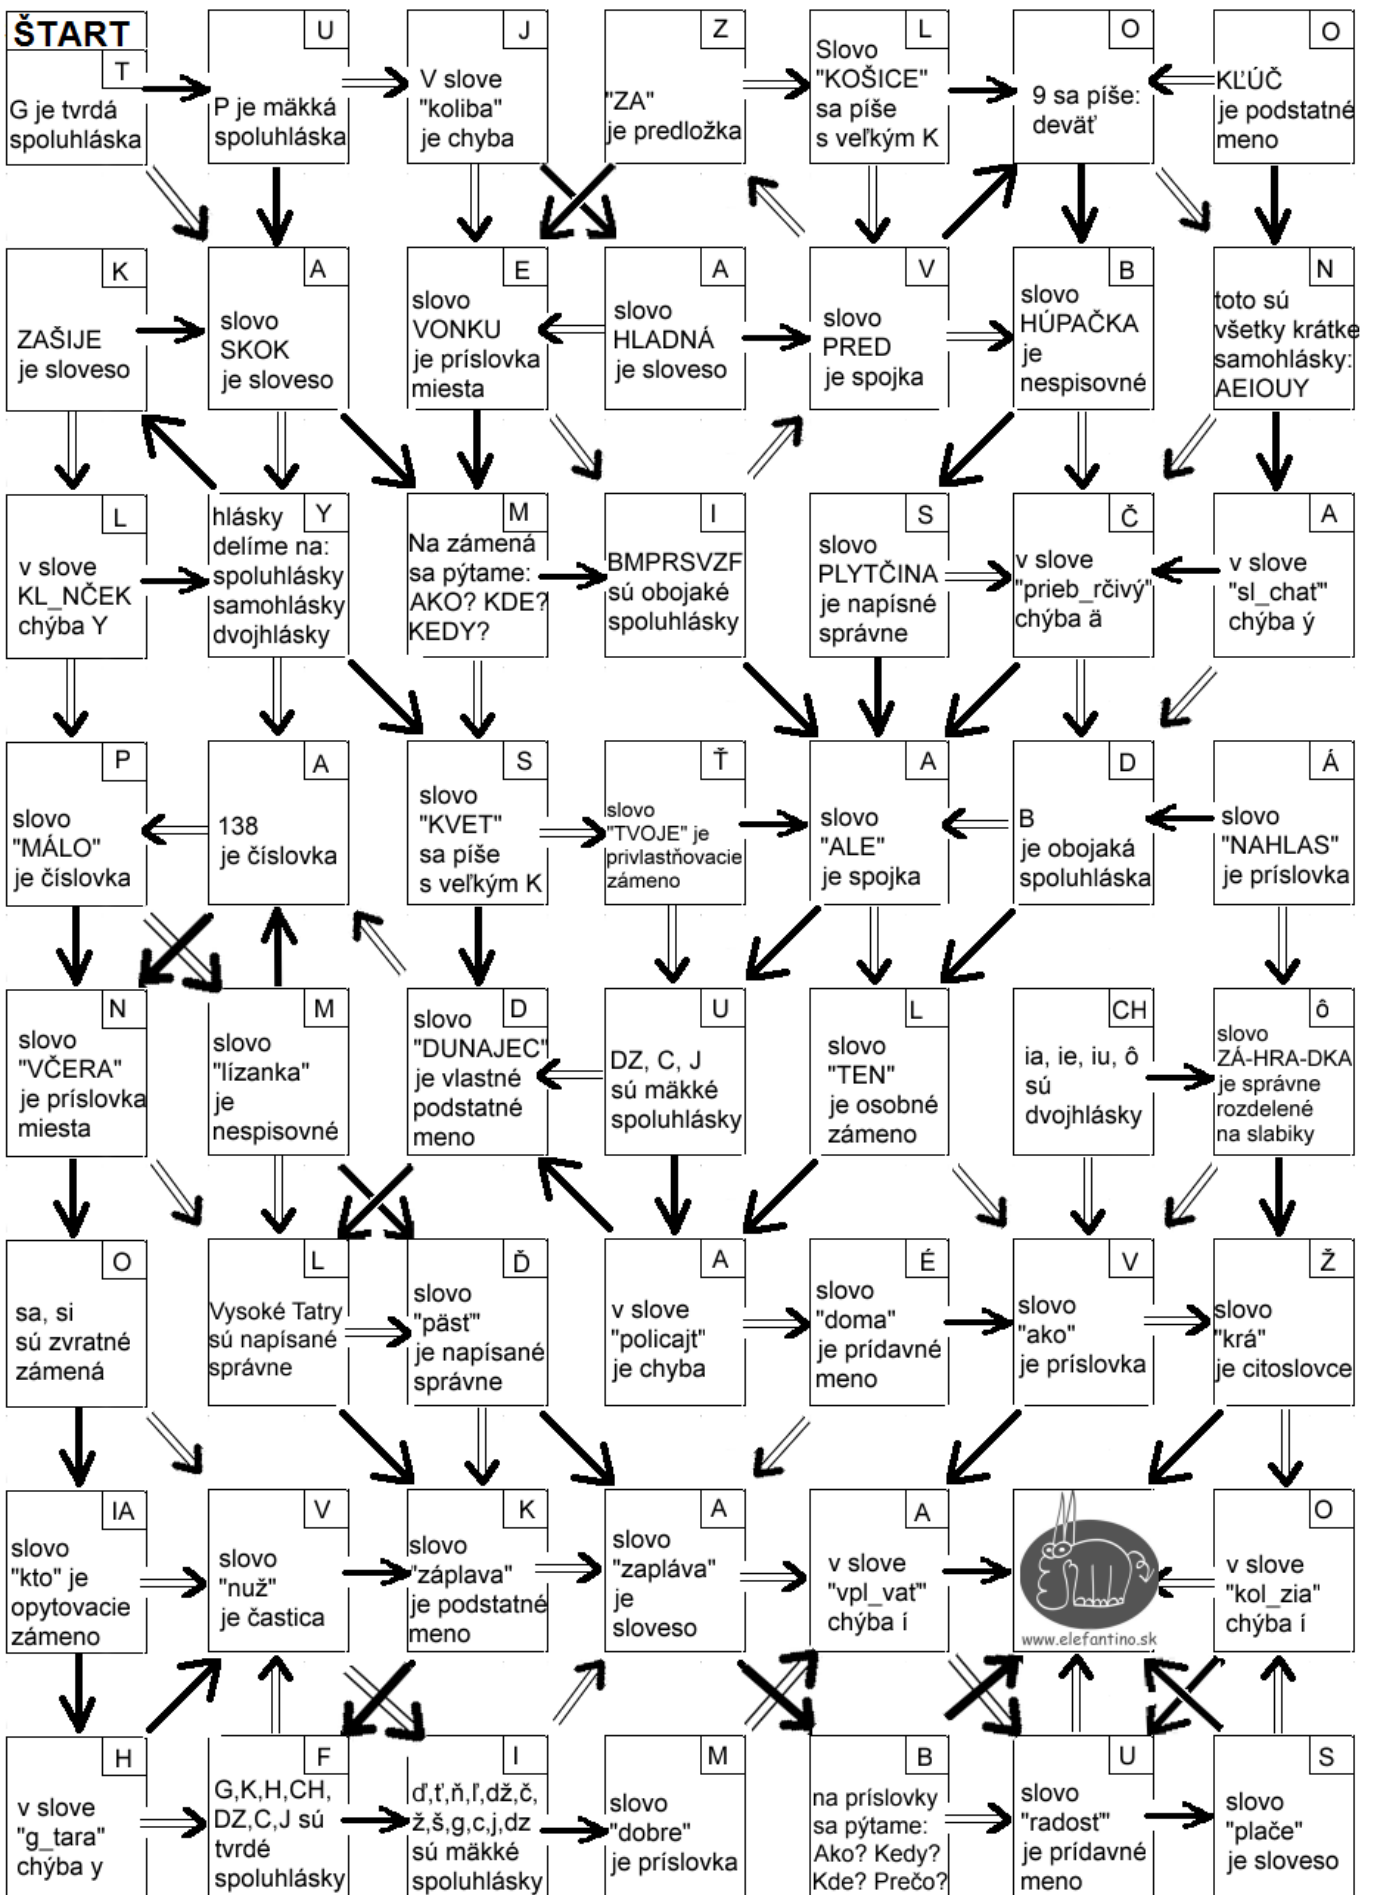 ŠTART
T
G je tvrdá
spoluhláska
U
P je mäkká
spoluhláska
J
V slove
"koliba"
je chyba
Z
"ZA"
je predložka
L
Slovo
"KOŠICE"
sa píše
s veľkým K
O
9 sa píše:
deväť
O
KĽÚČ
je podstatné
meno
K
ZAŠIJE
je sloveso
A
slovo
SKOK
je sloveso
E
slovo
VONKU
je príslovka
miesta
A
slovo
HLADNÁ
je sloveso
V
slovo
PRED
je spojka
B
slovo
HÚPAČKA
je
nespisovné
N
toto sú
všetky krátke
samohlásky:
AEIOUY
L
v slove
KL_NČEK
chýba Y
Y
hlásky
delíme na:
spoluhlásky
samohlásky
dvojhlásky
M
Na zámená
sa pýtame:
AKO? KDE?
KEDY?
I
BMPRSVZF
sú obojaké
spoluhlásky
S
slovo
PLYTČINA
je napísné
správne
Č
v slove
"prieb_rčivý"
chýba ä
A
v slove
"sl_chať"
chýba ý
P
slovo
"MÁLO"
je číslovka
A
138
je číslovka
S
slovo
"KVET"
sa píše
s veľkým K
Ť
slovo
"TVOJE" je
privlastňovacie
zámeno
A
slovo
"ALE"
je spojka
D
B
je obojaká
spoluhláska
Á
slovo
"NAHLAS"
je príslovka
N
slovo
"VČERA"
je príslovka
miesta
M
slovo
"lízanka"
je
nespisovné
D
slovo
"DUNAJEC"
je vlastné
podstatné
meno
U
DZ, C, J
sú mäkké
spoluhlásky
L
slovo
"TEN"
je osobné
zámeno
CH
ia, ie, iu, ô
sú
dvojhlásky
ô
slovo
ZÁ-HRA-DKA
je správne
rozdelené
na slabiky
O
sa, si
sú zvratné
zámená
L
Vysoké Tatry
sú napísané
správne
Ď
slovo
"päsť"
je napísané
správne
A
v slove
"policajt"
je chyba
É
slovo
"doma"
je prídavné
meno
V
slovo
"ako"
je príslovka
Ž
slovo
"krá"
je citoslovce
IA
slovo
"kto" je
opytovacie
zámeno
V
slovo
"nuž"
je častica
K
slovo
"záplava"
je podstatné
meno
A
slovo
"zapláva"
je
sloveso
A
v slove
"vpl_vať"
chýba í
www.elefantino.sk
O
v slove
"kol_zia"
chýba í
H
v slove
"g_tara"
chýba y
F
G,K,H,CH,
DZ,C,J sú
tvrdé
spoluhlásky
I
ď,ť,ň,ľ,dž,č,
ž,š,g,c,j,dz
sú mäkké
spoluhlásky
M
slovo
"dobre"
je príslovka
B
na príslovky
sa pýtame:
Ako? Kedy?
Kde? Prečo?
U
slovo
"radosť"
je prídavné
meno
S
slovo
"plače"
je sloveso